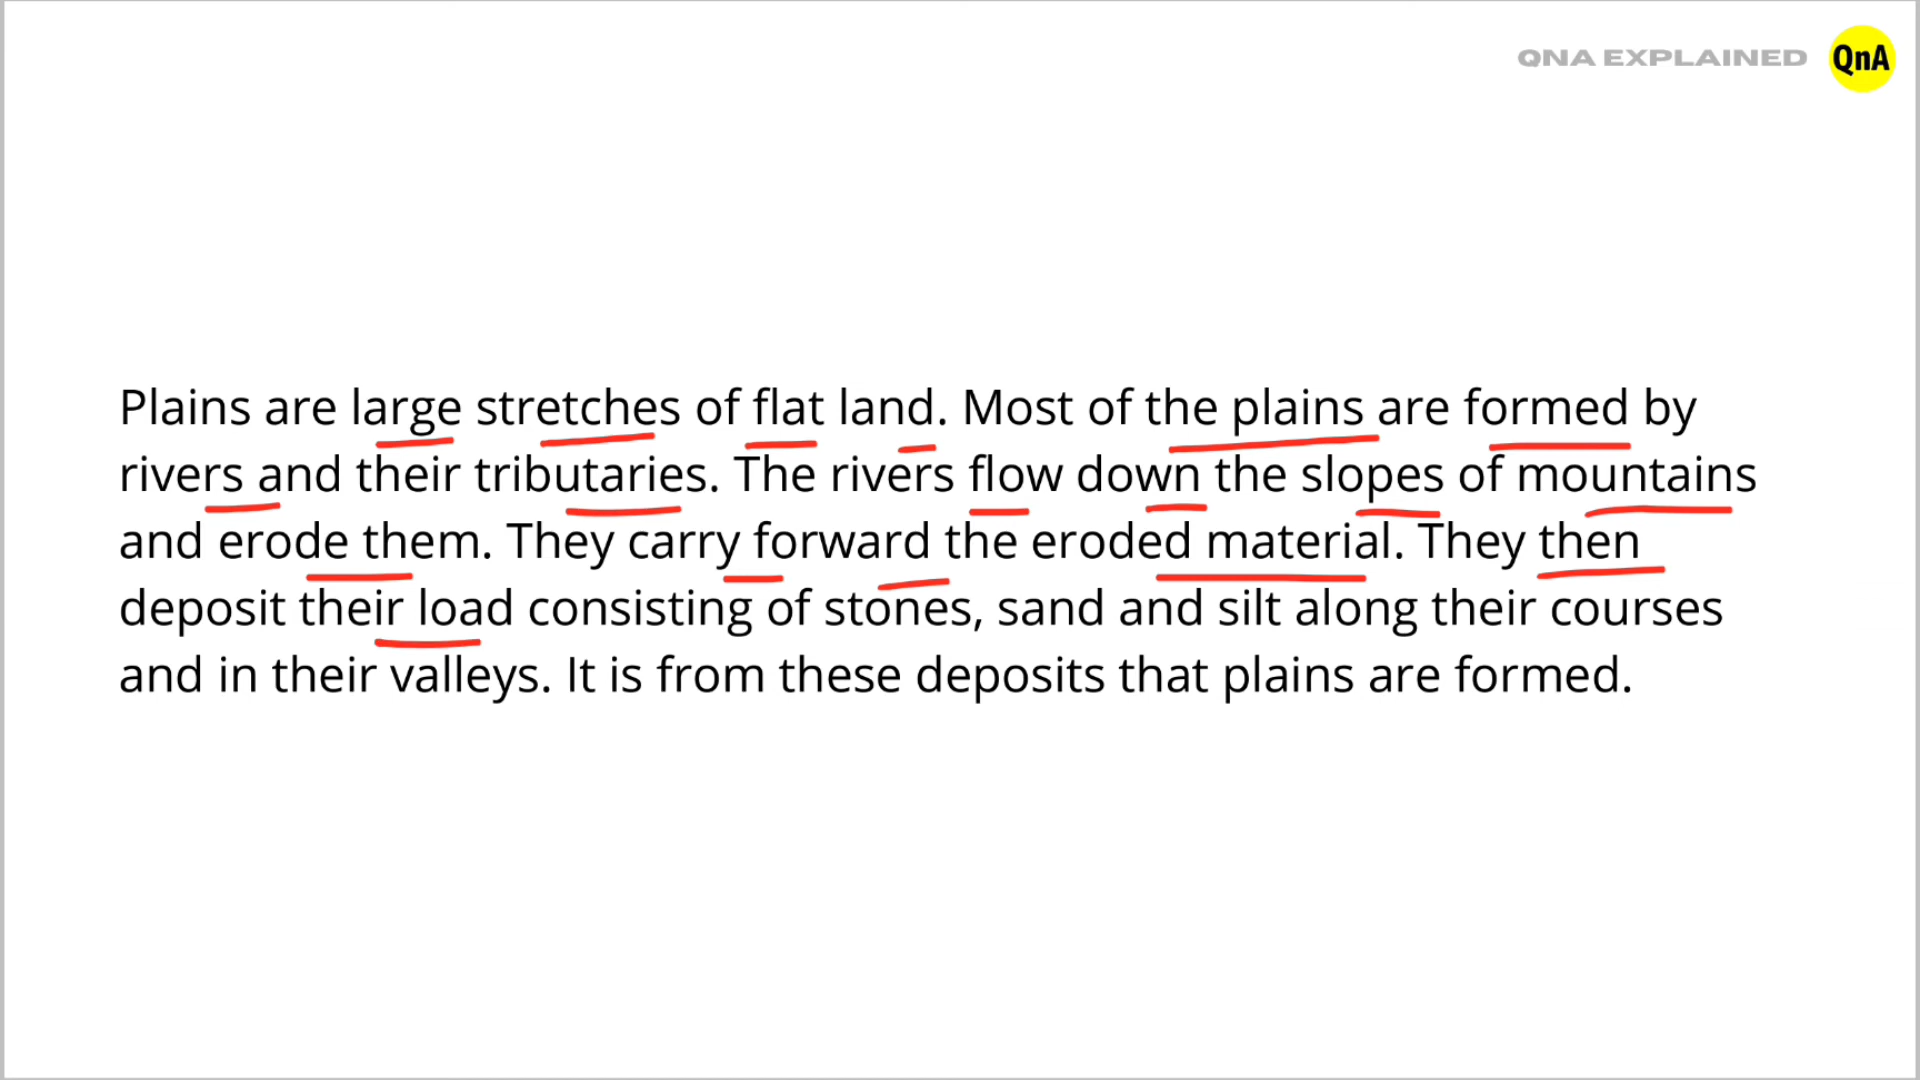 QNA EXPLAINED QnA
Plains are large stretches of flat land. Most of the plains are formed by
rivers and their tributaries. The rivers flow down the slopes of mountains
and erode them. They carry forward the eroded material. They then
deposit their load consisting of stones, sand and silt along their courses
and in their valleys. It is from these deposits that plains are formed.